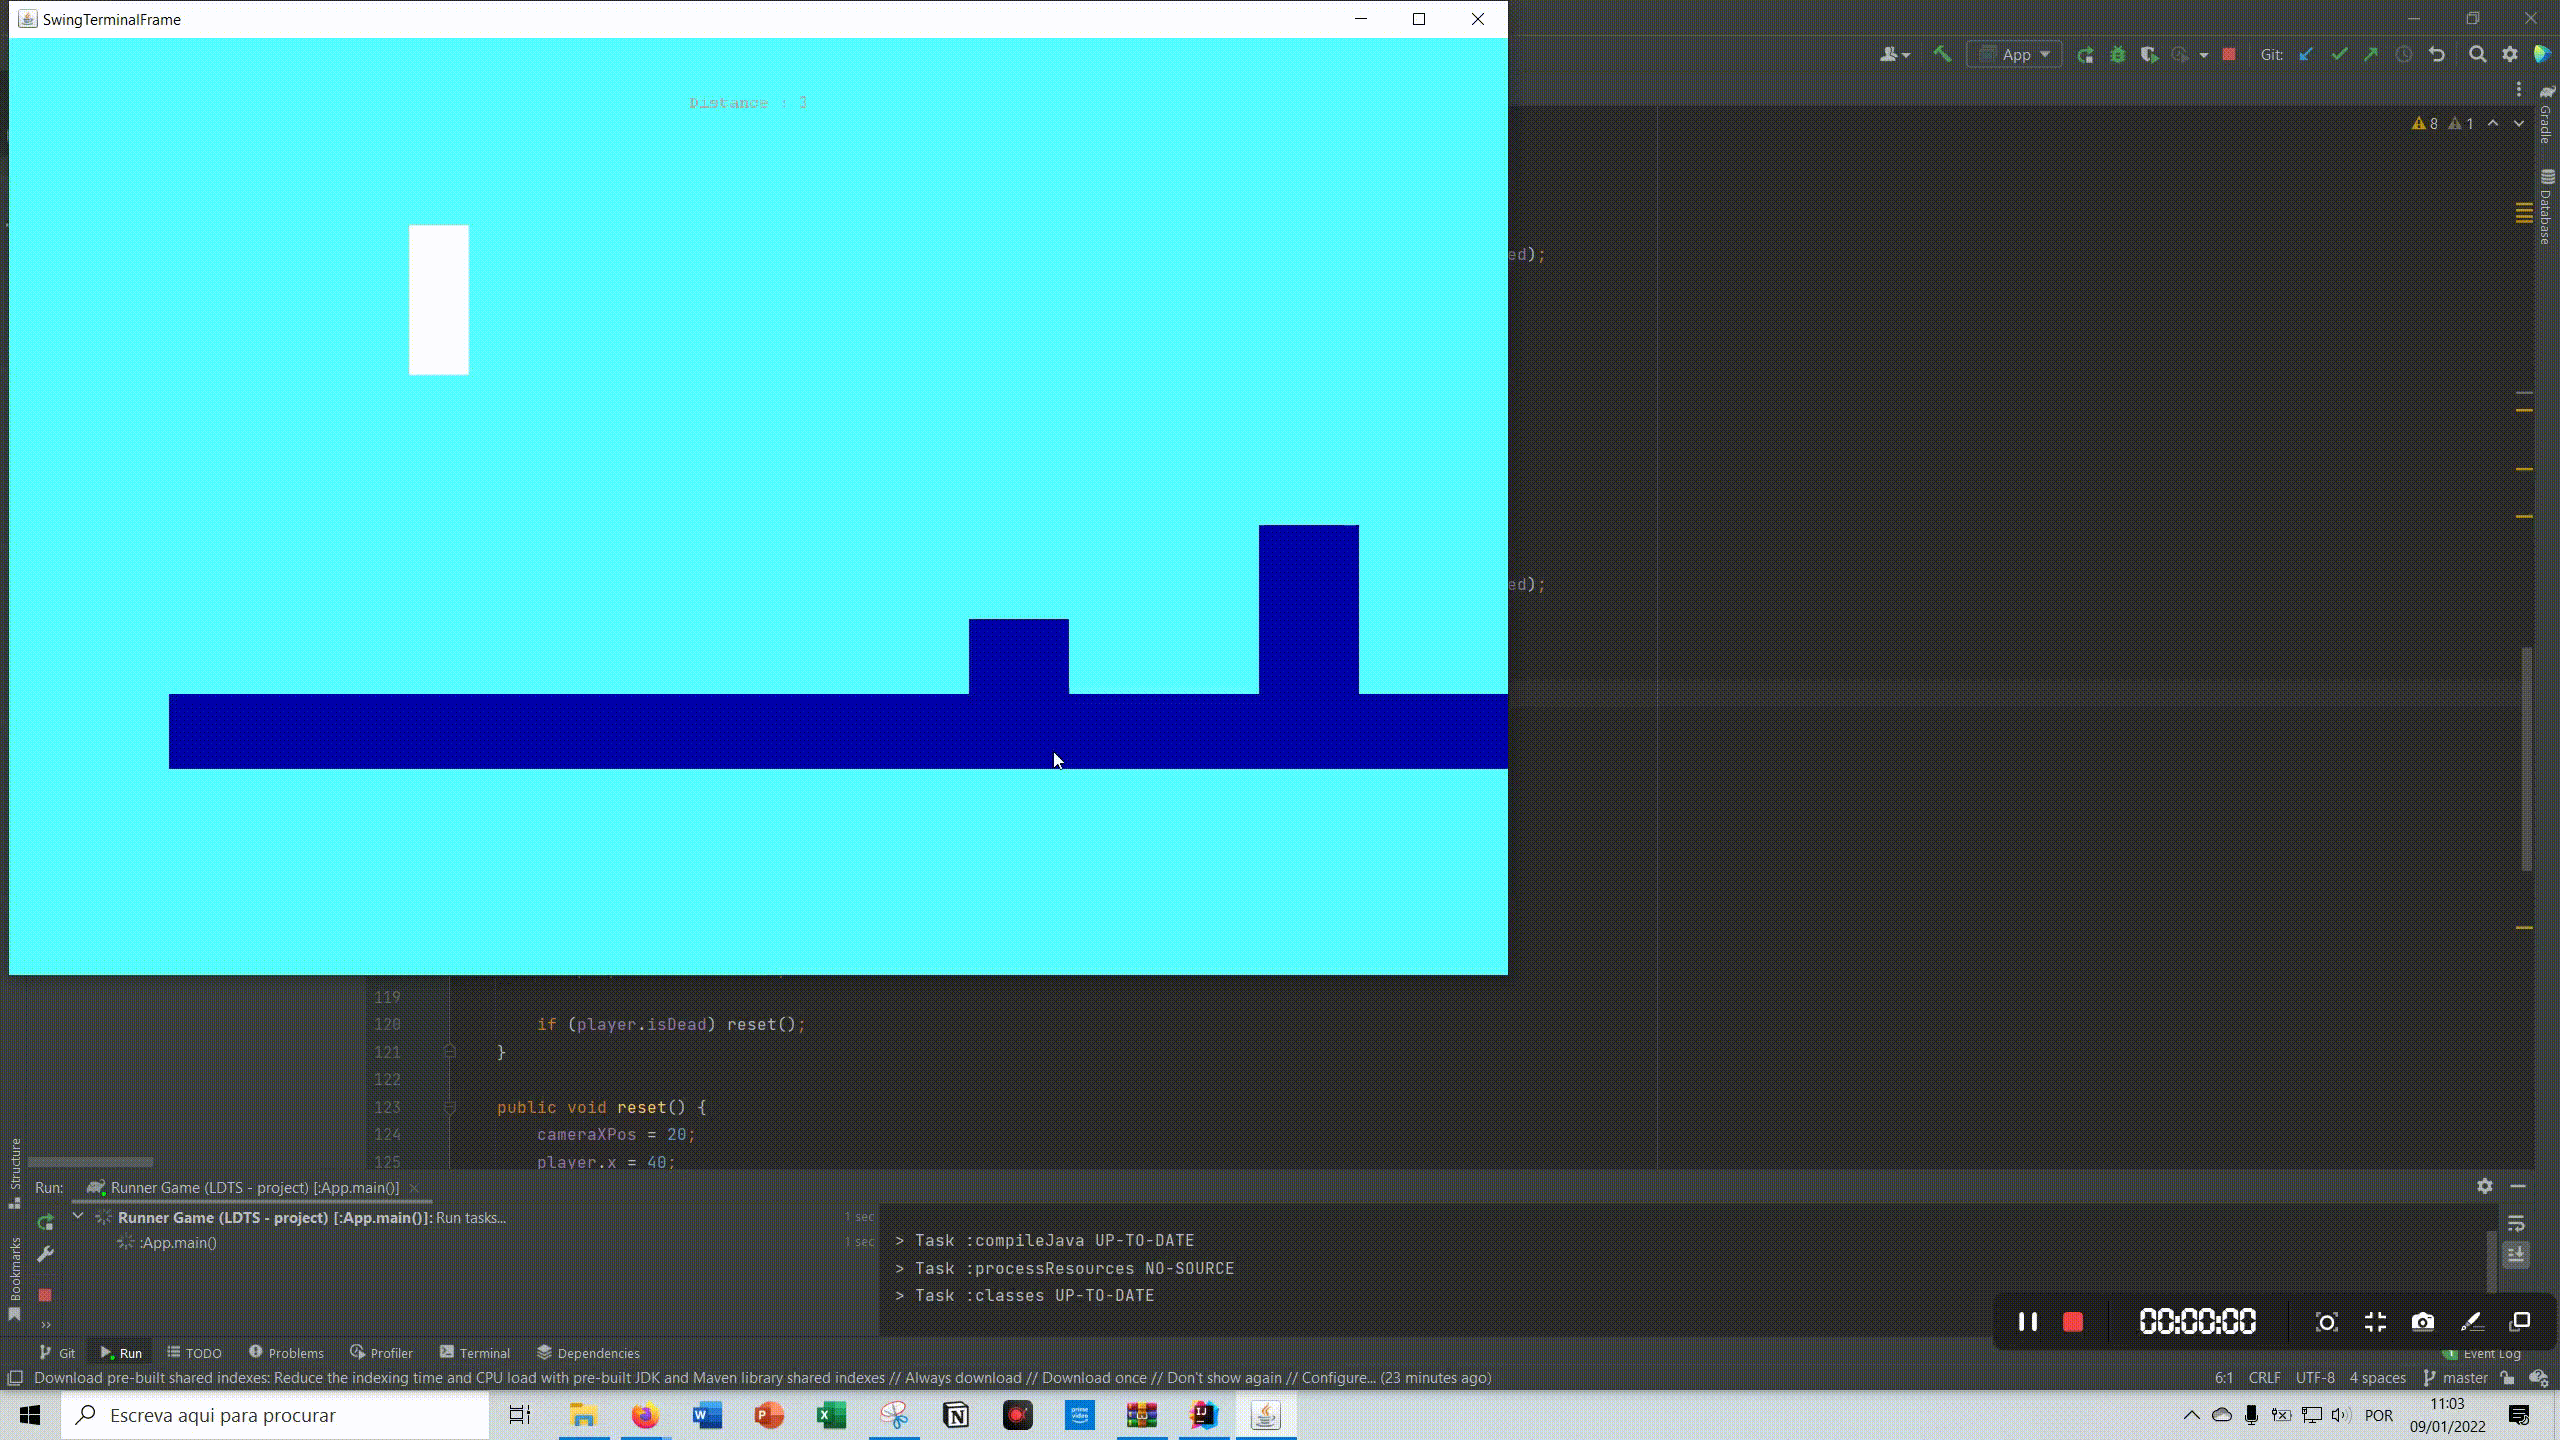 SwingTerminalFrame
App
Git:
Distance : 3
8 1
Gradle
Database
ed);
ed);
119
120 if (player.isDead) reset();
121 }
122
123 public void reset() {
124 cameraXPos = 20;
125 player.x = 40;
Structure
Bookmarks
Run: Runner Game (LDTS - project) [:App.main()]
Runner Game (LDTS - project) [:App.main()]: Run tasks... 1 sec
:App.main() 1 sec
> Task :compileJava UP-TO-DATE
> Task :processResources NO-SOURCE
> Task :classes UP-TO-DATE
00:00:00
Git Run TODO Problems Profiler Terminal Dependencies Event Log
Download pre-built shared indexes: Reduce the indexing time and CPU load with pre-built JDK and Maven library shared indexes // Always download // Download once // Don't show again // Configure... (23 minutes ago) 6:1 CRLF UTF-8 4 spaces master
Escreva aqui para procurar
prime video
POR
11:03
09/01/2022